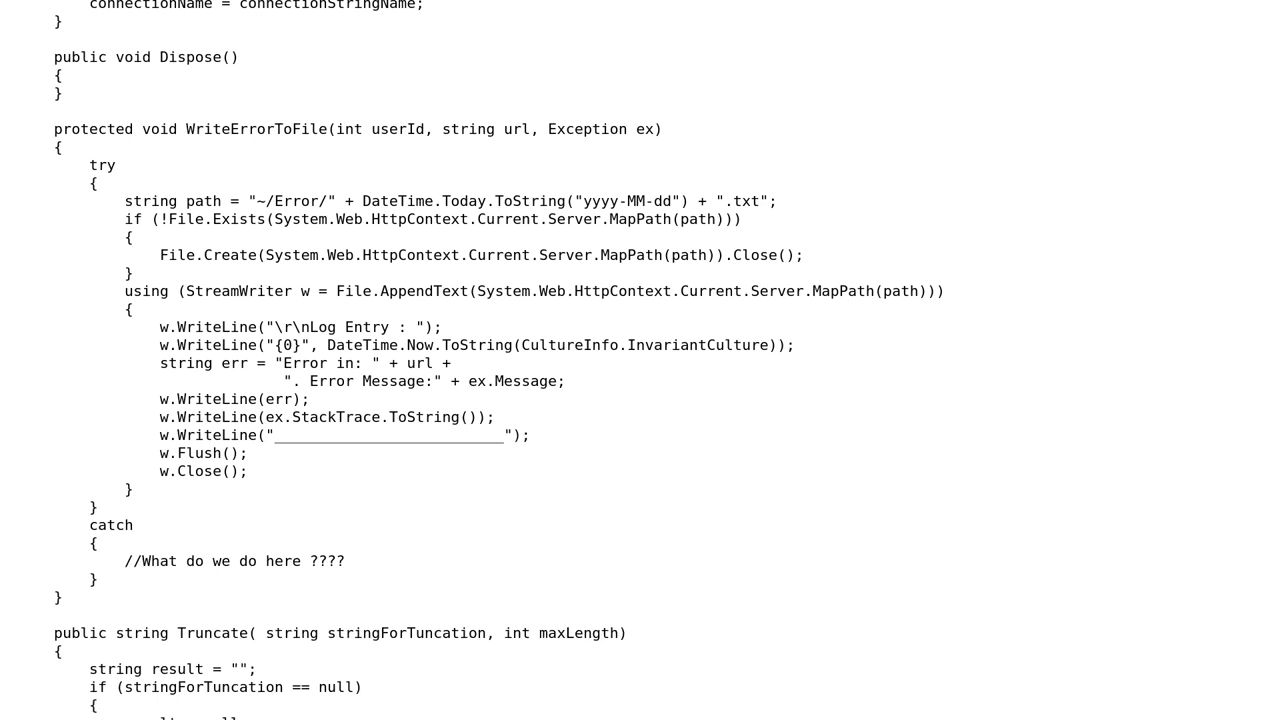 connectionName = connectionStringName;
}
public void Dispose()
{
}
protected void WriteErrorToFile(int userId, string url, Exception ex)
{
try
{
string path = "~/Error/" + DateTime.Today.ToString("yyyy-MM-dd") + ".txt";
if (!File.Exists(System.Web.HttpContext.Current.Server.MapPath(path)))
{
File.Create(System.Web.HttpContext.Current.Server.MapPath(path)).Close();
}
using (StreamWriter w = File.AppendText(System.Web.HttpContext.Current.Server.MapPath(path)))
{
w.WriteLine("\r\nLog Entry : ");
w.WriteLine("{0}", DateTime.Now.ToString(CultureInfo.InvariantCulture));
string err = "Error in: " + url +
". Error Message:" + ex.Message;
w.WriteLine(err);
w.WriteLine(ex.StackTrace.ToString());
w.WriteLine("__________________________");
w.Flush();
w.Close();
}
}
catch
{
//What do we do here ????
}
}
public string Truncate( string stringForTuncation, int maxLength)
{
string result = "";
if (stringForTuncation == null)
{